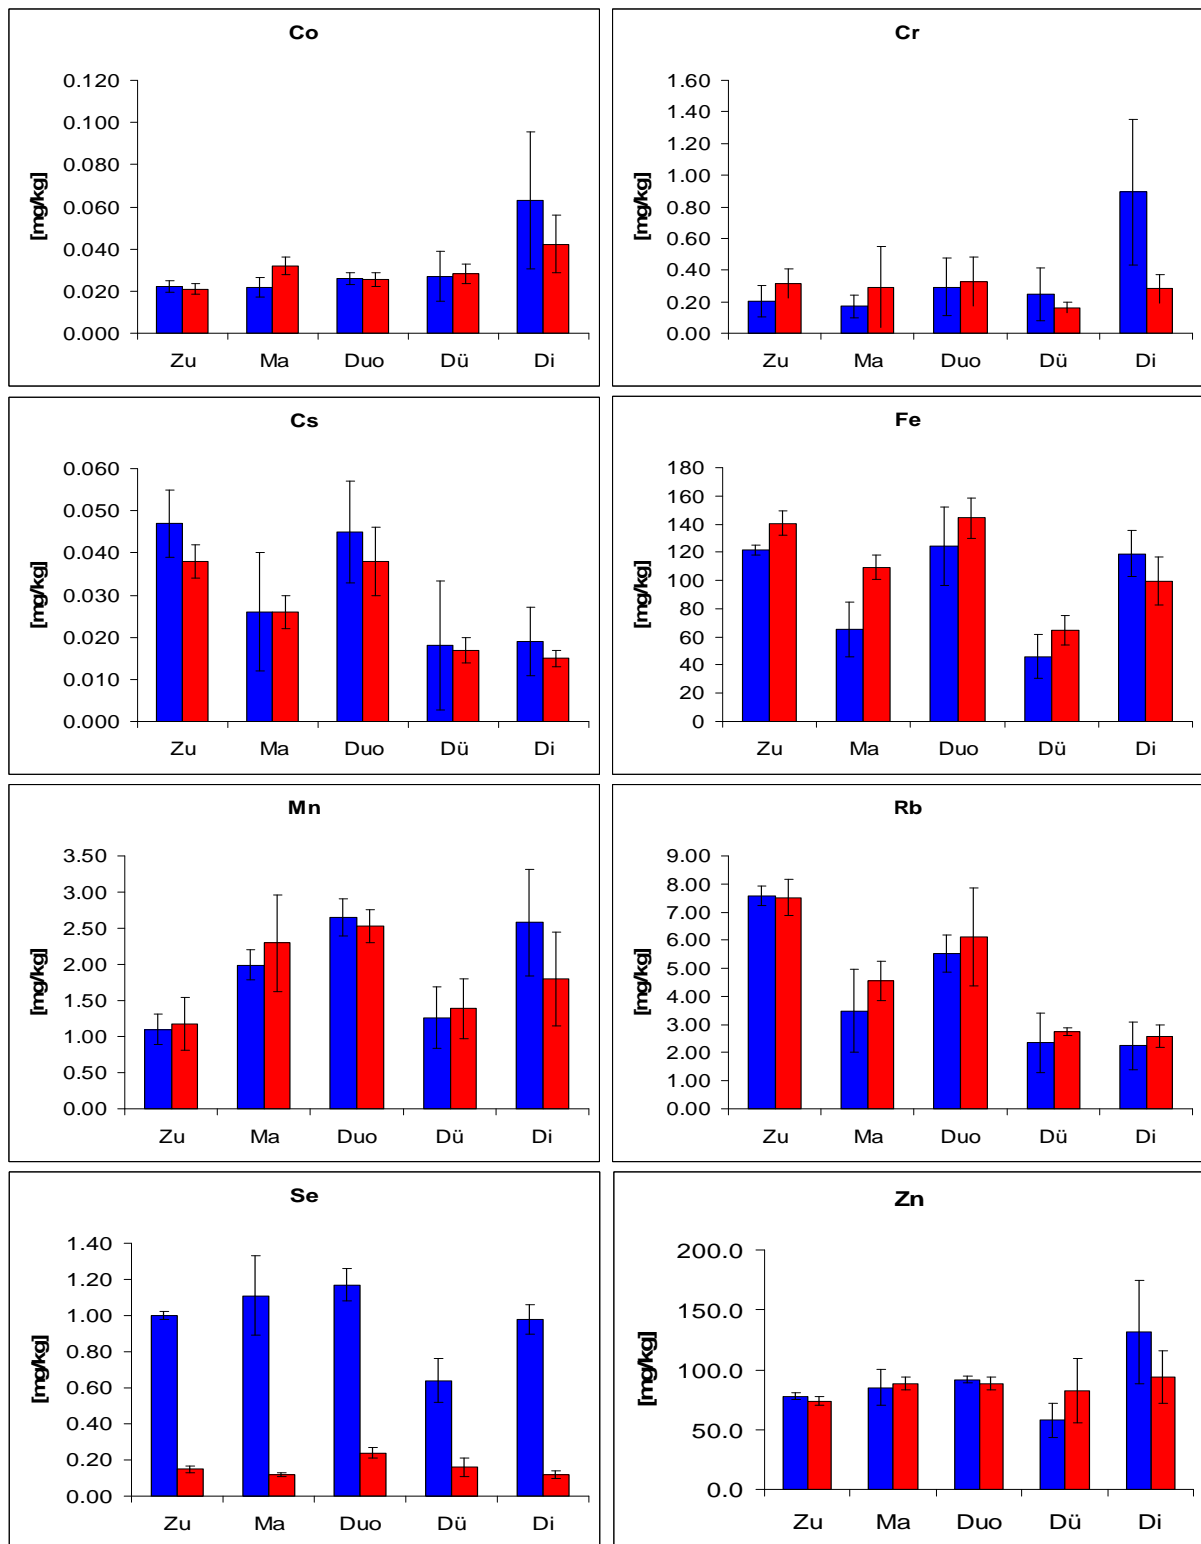 Co
[mg/kg]
0.120
0.100
0.080
0.060
0.040
0.020
0.000
Zu Ma Duo Dü Di
Cr
[mg/kg]
1.60
1.40
1.20
1.00
0.80
0.60
0.40
0.20
0.00
Zu Ma Duo Dü Di
Cs
[mg/kg]
0.060
0.050
0.040
0.030
0.020
0.010
0.000
Zu Ma Duo Dü Di
Fe
[mg/kg]
180
160
140
120
100
80
60
40
20
0
Zu Ma Duo Dü Di
Mn
[mg/kg]
3.50
3.00
2.50
2.00
1.50
1.00
0.50
0.00
Zu Ma Duo Dü Di
Rb
[mg/kg]
9.00
8.00
7.00
6.00
5.00
4.00
3.00
2.00
1.00
0.00
Zu Ma Duo Dü Di
Se
[mg/kg]
1.40
1.20
1.00
0.80
0.60
0.40
0.20
0.00
Zu Ma Duo Dü Di
Zn
[mg/kg]
200.0
150.0
100.0
50.0
0.0
Zu Ma Duo Dü Di